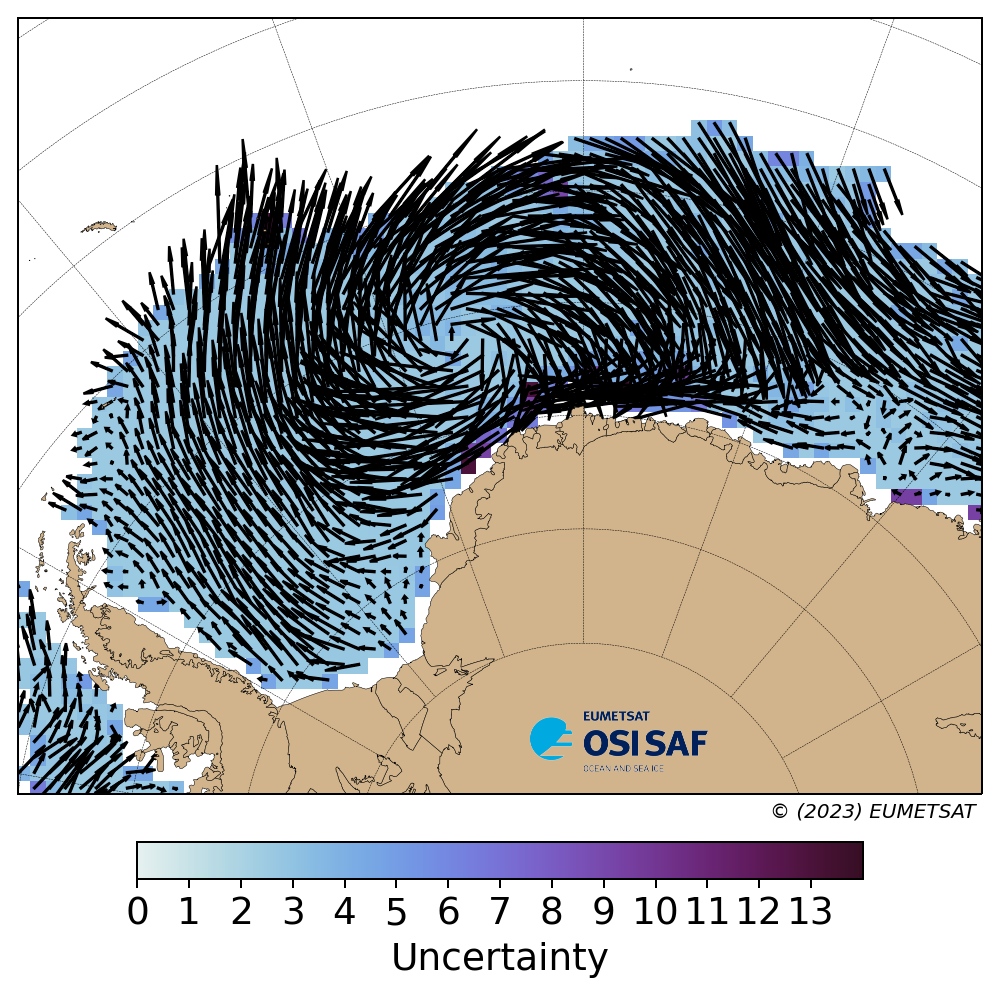 EUMETSAT
OSI SAF
OCEAN AND SEA ICE
© (2023) EUMETSAT
0 1 2 3 4 5 6 7 8 9 10 11 12 13
Uncertainty